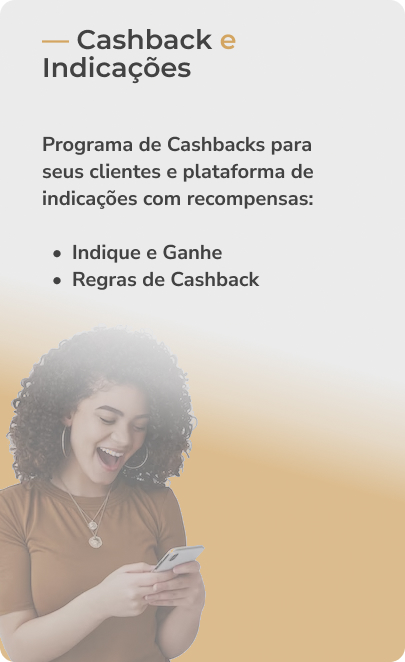 — Cashback e
Indicações
Programa de Cashbacks para
seus clientes e plataforma de
indicações com recompensas:
• Indique e Ganhe
• Regras de Cashback